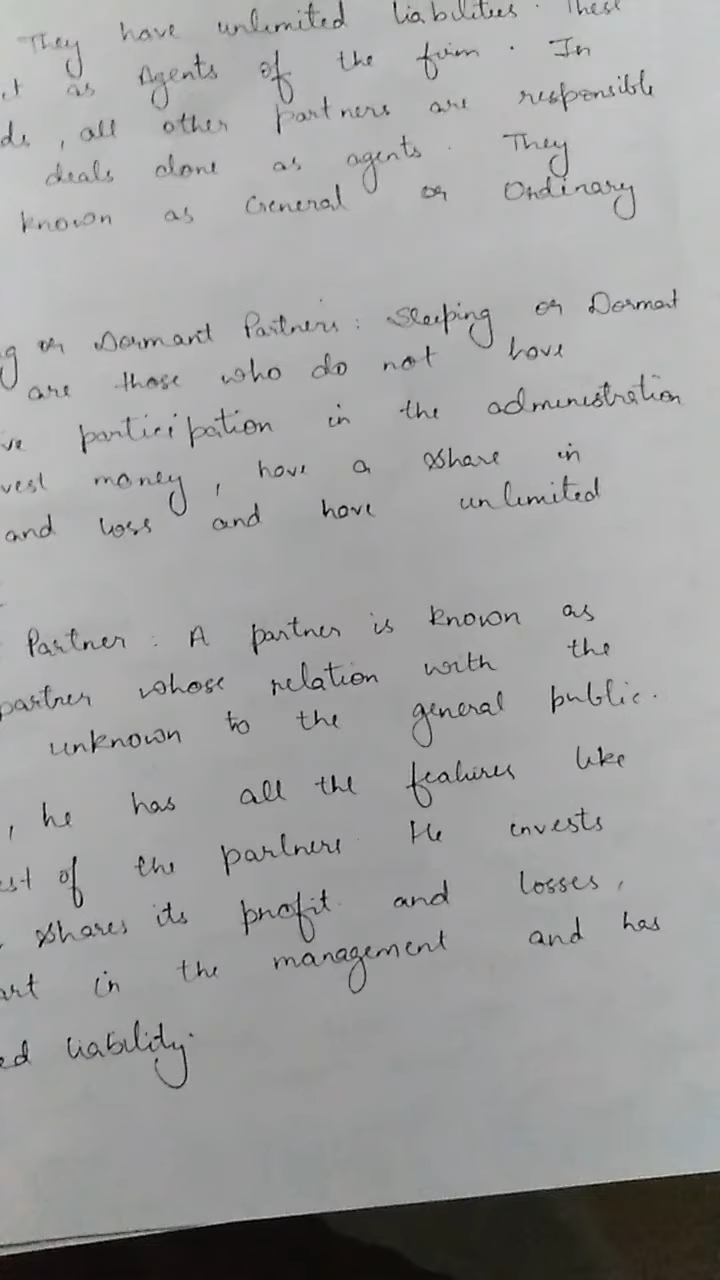 They have unlimited liabilities. These
as Agents of the firm. In
, all other partners are responsible
deals done as agents. They
known as General or Ordinary
or Dormant Partners: Sleeping or Dormat
are those who do not have
participation in the administration
money, have a share in
and loss and have unlimited
Partner: A partner is known as
partner whose relation with the
unknown to the general public.
, he has all the features like
of the partners. He invests
shares its profit and losses,
in the management and has
liability.